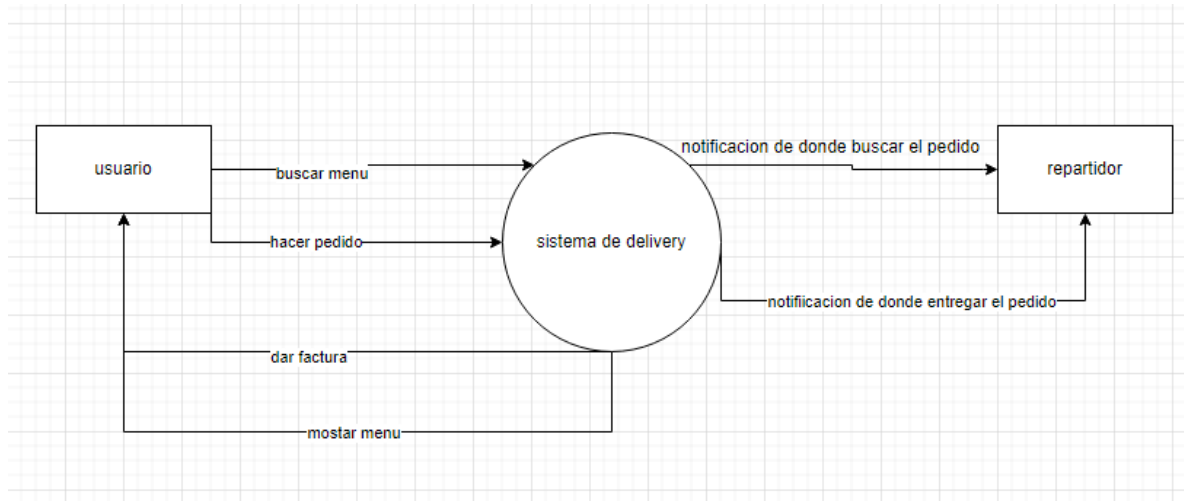 notificacion de donde buscar el pedido
usuario
buscar menu
repartidor
hacer pedido
sistema de delivery
notifiicacion de donde entregar el pedido
dar factura
mostar menu